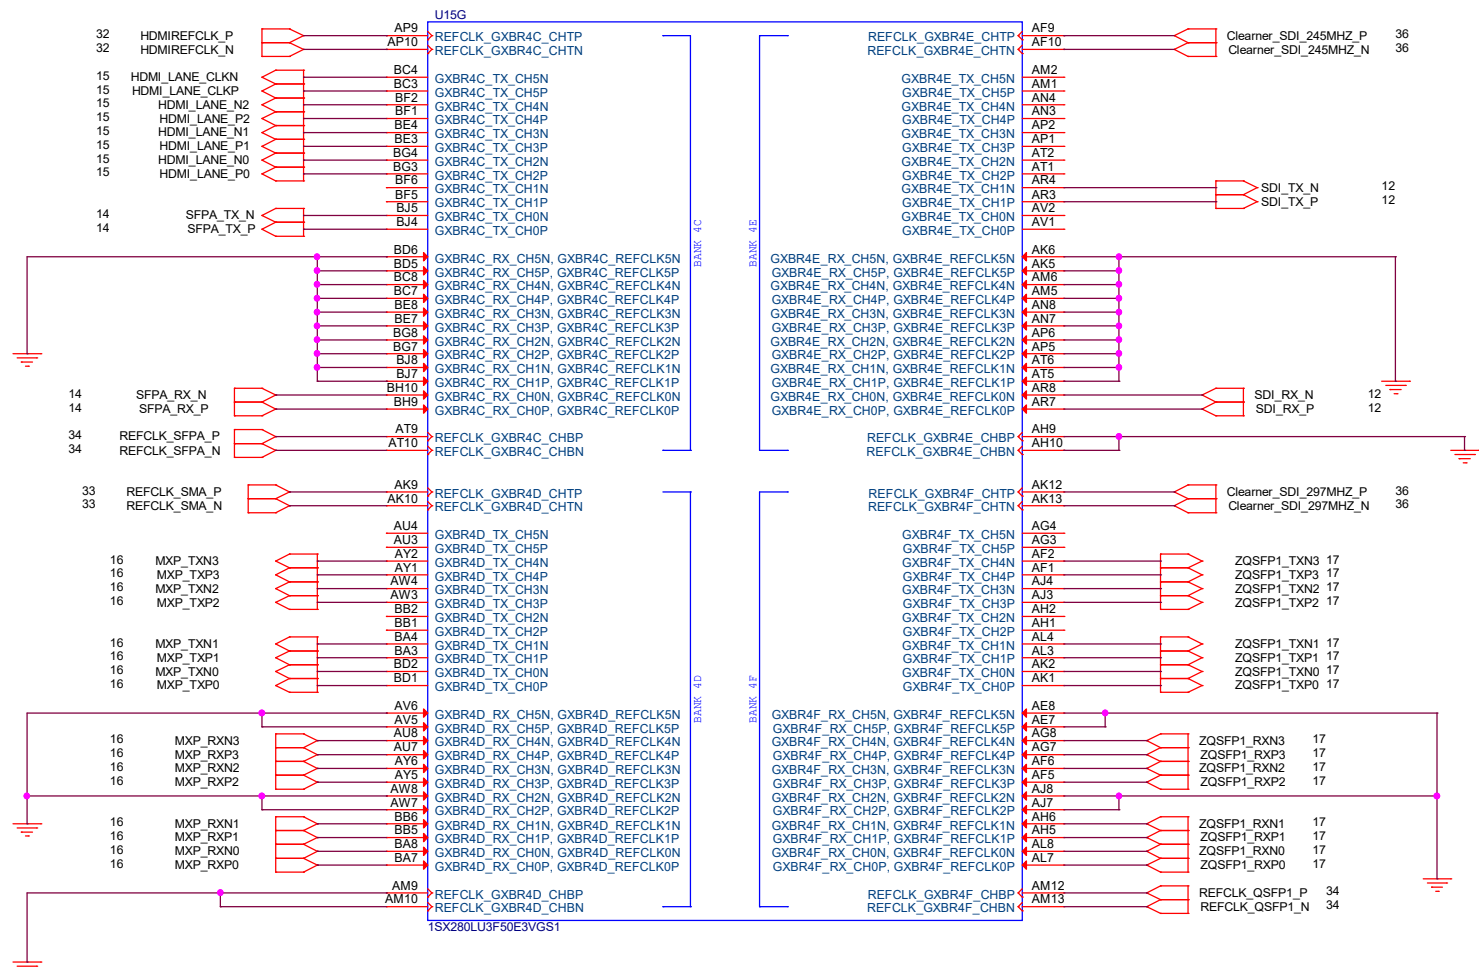 U15G
32 HDMIREFCLK_P AP9 REFCLK_GXBR4C_CHTP REFCLK_GXBR4E_CHTP AF9 Clearner_SDI_245MHZ_P 36
32 HDMIREFCLK_N AP10 REFCLK_GXBR4C_CHTN REFCLK_GXBR4E_CHTN AF10 Clearner_SDI_245MHZ_N 36
15 HDMI_LANE_CLKN BC4 GXBR4C_TX_CH5N GXBR4E_TX_CH5N AM2
15 HDMI_LANE_CLKP BC3 GXBR4C_TX_CH5P GXBR4E_TX_CH5P AM1
15 HDMI_LANE_N2 BF2 GXBR4C_TX_CH4N GXBR4E_TX_CH4N AN4
15 HDMI_LANE_P2 BF1 GXBR4C_TX_CH4P GXBR4E_TX_CH4P AN3
15 HDMI_LANE_N1 BE4 GXBR4C_TX_CH3N GXBR4E_TX_CH3N AP2
15 HDMI_LANE_P1 BE3 GXBR4C_TX_CH3P GXBR4E_TX_CH3P AP1
15 HDMI_LANE_N0 BG4 GXBR4C_TX_CH2N GXBR4E_TX_CH2N AT2
15 HDMI_LANE_P0 BG3 GXBR4C_TX_CH2P GXBR4E_TX_CH2P AT1
BF6 GXBR4C_TX_CH1N GXBR4E_TX_CH1N AR4 SDI_TX_N 12
BF5 GXBR4C_TX_CH1P GXBR4E_TX_CH1P AR3 SDI_TX_P 12
14 SFPA_TX_N BJ5 GXBR4C_TX_CH0N GXBR4E_TX_CH0N AV2
14 SFPA_TX_P BJ4 GXBR4C_TX_CH0P GXBR4E_TX_CH0P AV1
BANK 4C BANK 4E
BD6 GXBR4C_RX_CH5N, GXBR4C_REFCLK5N GXBR4E_RX_CH5N, GXBR4E_REFCLK5N AK6
BD5 GXBR4C_RX_CH5P, GXBR4C_REFCLK5P GXBR4E_RX_CH5P, GXBR4E_REFCLK5P AK5
BC8 GXBR4C_RX_CH4N, GXBR4C_REFCLK4N GXBR4E_RX_CH4N, GXBR4E_REFCLK4N AM6
BC7 GXBR4C_RX_CH4P, GXBR4C_REFCLK4P GXBR4E_RX_CH4P, GXBR4E_REFCLK4P AM5
BE8 GXBR4C_RX_CH3N, GXBR4C_REFCLK3N GXBR4E_RX_CH3N, GXBR4E_REFCLK3N AN8
BE7 GXBR4C_RX_CH3P, GXBR4C_REFCLK3P GXBR4E_RX_CH3P, GXBR4E_REFCLK3P AN7
BG8 GXBR4C_RX_CH2N, GXBR4C_REFCLK2N GXBR4E_RX_CH2N, GXBR4E_REFCLK2N AP6
BG7 GXBR4C_RX_CH2P, GXBR4C_REFCLK2P GXBR4E_RX_CH2P, GXBR4E_REFCLK2P AP5
BJ8 GXBR4C_RX_CH1N, GXBR4C_REFCLK1N GXBR4E_RX_CH1N, GXBR4E_REFCLK1N AT6
BJ7 GXBR4C_RX_CH1P, GXBR4C_REFCLK1P GXBR4E_RX_CH1P, GXBR4E_REFCLK1P AT5
14 SFPA_RX_N BH10 GXBR4C_RX_CH0N, GXBR4C_REFCLK0N GXBR4E_RX_CH0N, GXBR4E_REFCLK0N AR8 SDI_RX_N 12
14 SFPA_RX_P BH9 GXBR4C_RX_CH0P, GXBR4C_REFCLK0P GXBR4E_RX_CH0P, GXBR4E_REFCLK0P AR7 SDI_RX_P 12
34 REFCLK_SFPA_P AT9 REFCLK_GXBR4C_CHBP REFCLK_GXBR4E_CHBP AH9
34 REFCLK_SFPA_N AT10 REFCLK_GXBR4C_CHBN REFCLK_GXBR4E_CHBN AH10
33 REFCLK_SMA_P AK9 REFCLK_GXBR4D_CHTP REFCLK_GXBR4F_CHTP AK12 Clearner_SDI_297MHZ_P 36
33 REFCLK_SMA_N AK10 REFCLK_GXBR4D_CHTN REFCLK_GXBR4F_CHTN AK13 Clearner_SDI_297MHZ_N 36
AU4 GXBR4D_TX_CH5N GXBR4F_TX_CH5N AG4
AU3 GXBR4D_TX_CH5P GXBR4F_TX_CH5P AG3
16 MXP_TXN3 AY2 GXBR4D_TX_CH4N GXBR4F_TX_CH4N AF2 ZQSFP1_TXN3 17
16 MXP_TXP3 AY1 GXBR4D_TX_CH4P GXBR4F_TX_CH4P AF1 ZQSFP1_TXP3 17
16 MXP_TXN2 AW4 GXBR4D_TX_CH3N GXBR4F_TX_CH3N AJ4 ZQSFP1_TXN2 17
16 MXP_TXP2 AW3 GXBR4D_TX_CH3P GXBR4F_TX_CH3P AJ3 ZQSFP1_TXP2 17
BB2 GXBR4D_TX_CH2N GXBR4F_TX_CH2N AH2
BB1 GXBR4D_TX_CH2P GXBR4F_TX_CH2P AH1
16 MXP_TXN1 BA4 GXBR4D_TX_CH1N GXBR4F_TX_CH1N AL4 ZQSFP1_TXN1 17
16 MXP_TXP1 BA3 GXBR4D_TX_CH1P GXBR4F_TX_CH1P AL3 ZQSFP1_TXP1 17
16 MXP_TXN0 BD2 GXBR4D_TX_CH0N GXBR4F_TX_CH0N AK2 ZQSFP1_TXN0 17
16 MXP_TXP0 BD1 GXBR4D_TX_CH0P GXBR4F_TX_CH0P AK1 ZQSFP1_TXP0 17
BANK 4D BANK 4F
AV6 GXBR4D_RX_CH5N, GXBR4D_REFCLK5N GXBR4F_RX_CH5N, GXBR4F_REFCLK5N AE8
AV5 GXBR4D_RX_CH5P, GXBR4D_REFCLK5P GXBR4F_RX_CH5P, GXBR4F_REFCLK5P AE7
16 MXP_RXN3 AU8 GXBR4D_RX_CH4N, GXBR4D_REFCLK4N GXBR4F_RX_CH4N, GXBR4F_REFCLK4N AG8 ZQSFP1_RXN3 17
16 MXP_RXP3 AU7 GXBR4D_RX_CH4P, GXBR4D_REFCLK4P GXBR4F_RX_CH4P, GXBR4F_REFCLK4P AG7 ZQSFP1_RXP3 17
16 MXP_RXN2 AY6 GXBR4D_RX_CH3N, GXBR4D_REFCLK3N GXBR4F_RX_CH3N, GXBR4F_REFCLK3N AF6 ZQSFP1_RXN2 17
16 MXP_RXP2 AY5 GXBR4D_RX_CH3P, GXBR4D_REFCLK3P GXBR4F_RX_CH3P, GXBR4F_REFCLK3P AF5 ZQSFP1_RXP2 17
AW8 GXBR4D_RX_CH2N, GXBR4D_REFCLK2N GXBR4F_RX_CH2N, GXBR4F_REFCLK2N AJ8
AW7 GXBR4D_RX_CH2P, GXBR4D_REFCLK2P GXBR4F_RX_CH2P, GXBR4F_REFCLK2P AJ7
16 MXP_RXN1 BB6 GXBR4D_RX_CH1N, GXBR4D_REFCLK1N GXBR4F_RX_CH1N, GXBR4F_REFCLK1N AH6 ZQSFP1_RXN1 17
16 MXP_RXP1 BB5 GXBR4D_RX_CH1P, GXBR4D_REFCLK1P GXBR4F_RX_CH1P, GXBR4F_REFCLK1P AH5 ZQSFP1_RXP1 17
16 MXP_RXN0 BA8 GXBR4D_RX_CH0N, GXBR4D_REFCLK0N GXBR4F_RX_CH0N, GXBR4F_REFCLK0N AL8 ZQSFP1_RXN0 17
16 MXP_RXP0 BA7 GXBR4D_RX_CH0P, GXBR4D_REFCLK0P GXBR4F_RX_CH0P, GXBR4F_REFCLK0P AL7 ZQSFP1_RXP0 17
AM9 REFCLK_GXBR4D_CHBP REFCLK_GXBR4F_CHBP AM12 REFCLK_QSFP1_P 34
AM10 REFCLK_GXBR4D_CHBN REFCLK_GXBR4F_CHBN AM13 REFCLK_QSFP1_N 34
1SX280LU3F50E3VGS1